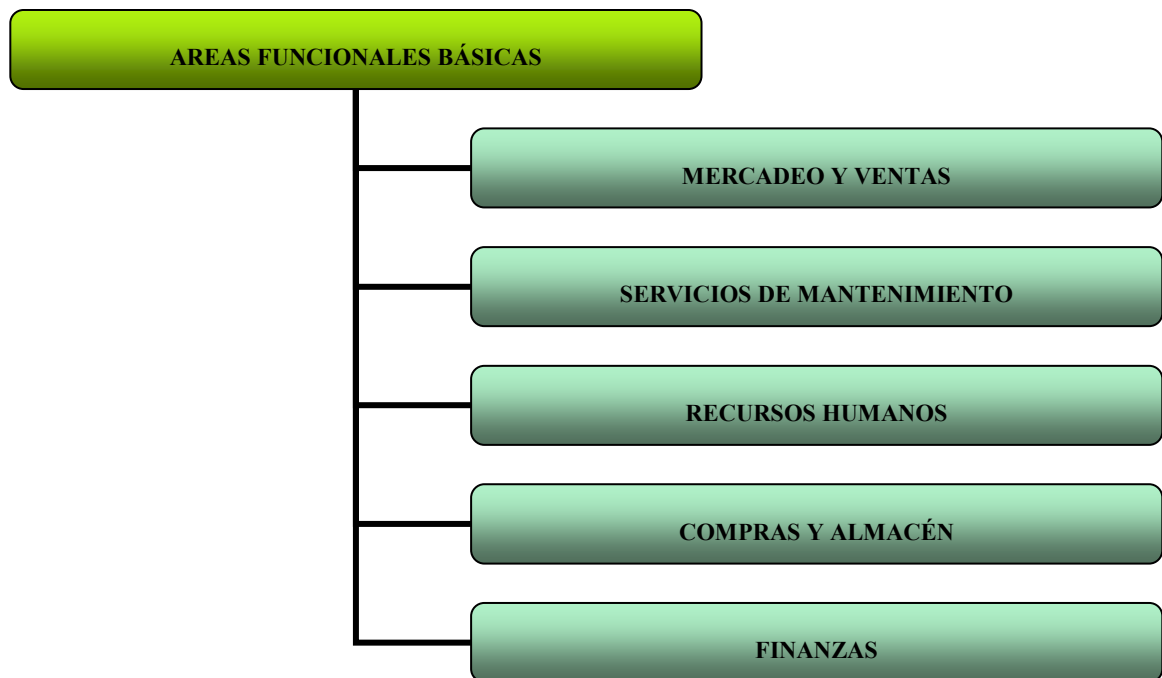 AREAS FUNCIONALES BÁSICAS
MERCADEO Y VENTAS
SERVICIOS DE MANTENIMIENTO
RECURSOS HUMANOS
COMPRAS Y ALMACÉN
FINANZAS